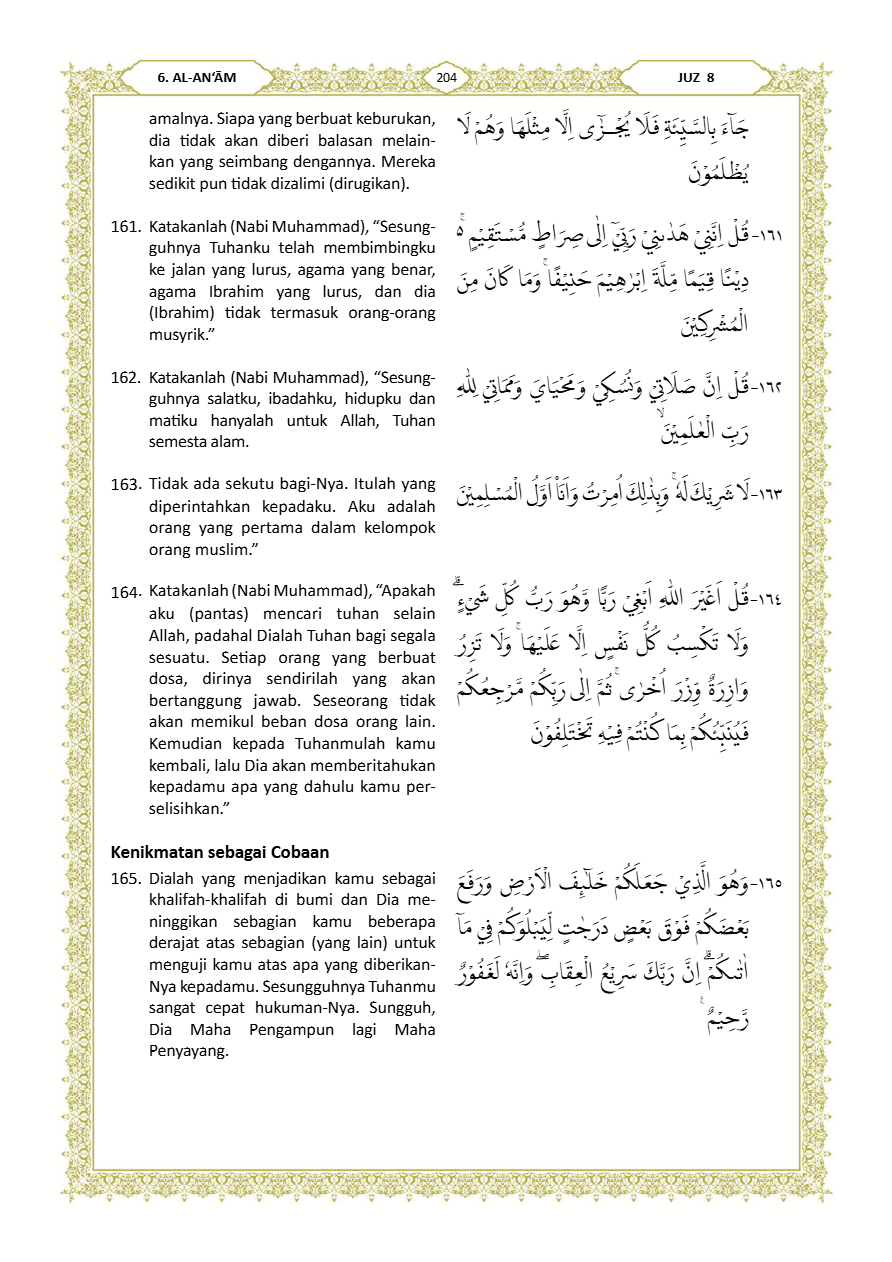 6. AL-AN‘ĀM
204
JUZ 8
amalnya. Siapa yang berbuat keburukan,
dia tidak akan diberi balasan melain-
kan yang seimbang dengannya. Mereka
sedikit pun tidak dizalimi (dirugikan).
جَاۤءَ بِالسَّيِّئَةِ فَلَا يُجْزٰٓى اِلَّا مِثْلَهَا وَهُمْ لَا
يُظْلَمُوْنَ
161. Katakanlah (Nabi Muhammad), “Sesung-
guhnya Tuhanku telah membimbingku
ke jalan yang lurus, agama yang benar,
agama Ibrahim yang lurus, dan dia
(Ibrahim) tidak termasuk orang-orang
musyrik.”
١٦١- قُلْ اِنَّنِيْ هَدٰىنِيْ رَبِّيْٓ اِلٰى صِرَاطٍ مُّسْتَقِيْمٍ ۚ ەۙ
دِيْنًا قِيَمًا مِّلَّةَ اِبْرٰهِيْمَ حَنِيْفًاۚ وَمَا كَانَ مِنَ
الْمُشْرِكِيْنَ
162. Katakanlah (Nabi Muhammad), “Sesung-
guhnya salatku, ibadahku, hidupku dan
matiku hanyalah untuk Allah, Tuhan
semesta alam.
١٦٢- قُلْ اِنَّ صَلَاتِيْ وَنُسُكِيْ وَمَحْيَايَ وَمَمَاتِيْ لِلّٰهِ
رَبِّ الْعٰلَمِيْنَۙ
163. Tidak ada sekutu bagi-Nya. Itulah yang
diperintahkan kepadaku. Aku adalah
orang yang pertama dalam kelompok
orang muslim.”
١٦٣- لَا شَرِيْكَ لَهٗۚ وَبِذٰلِكَ اُمِرْتُ وَاَنَا۠ اَوَّلُ الْمُسْلِمِيْنَ
164. Katakanlah (Nabi Muhammad), “Apakah
aku (pantas) mencari tuhan selain
Allah, padahal Dialah Tuhan bagi segala
sesuatu. Setiap orang yang berbuat
dosa, dirinya sendirilah yang akan
bertanggung jawab. Seseorang tidak
akan memikul beban dosa orang lain.
Kemudian kepada Tuhanmulah kamu
kembali, lalu Dia akan memberitahukan
kepadamu apa yang dahulu kamu per-
selisihkan.”
١٦٤- قُلْ اَغَيْرَ اللّٰهِ اَبْغِيْ رَبًّا وَّهُوَ رَبُّ كُلِّ شَيْءٍۗ
وَلَا تَكْسِبُ كُلُّ نَفْسٍ اِلَّا عَلَيْهَاۚ وَلَا تَزِرُ
وَازِرَةٌ وِّزْرَ اُخْرٰىۚ ثُمَّ اِلٰى رَبِّكُمْ مَّرْجِعُكُمْ
فَيُنَبِّئُكُمْ بِمَا كُنْتُمْ فِيْهِ تَخْتَلِفُوْنَ
Kenikmatan sebagai Cobaan
165. Dialah yang menjadikan kamu sebagai
khalifah-khalifah di bumi dan Dia me-
ninggikan sebagian kamu beberapa
derajat atas sebagian (yang lain) untuk
menguji kamu atas apa yang diberikan-
Nya kepadamu. Sesungguhnya Tuhanmu
sangat cepat hukuman-Nya. Sungguh,
Dia Maha Pengampun lagi Maha
Penyayang.
١٦٥- وَهُوَ الَّذِيْ جَعَلَكُمْ خَلٰۤىِٕفَ الْاَرْضِ وَرَفَعَ
بَعْضَكُمْ فَوْقَ بَعْضٍ دَرَجٰتٍ لِّيَبْلُوَكُمْ فِيْ مَآ
اٰتٰىكُمْۗ اِنَّ رَبَّكَ سَرِيْعُ الْعِقَابِۖ وَاِنَّهٗ لَغَفُوْرٌ
رَّحِيْمٌ ࣖ